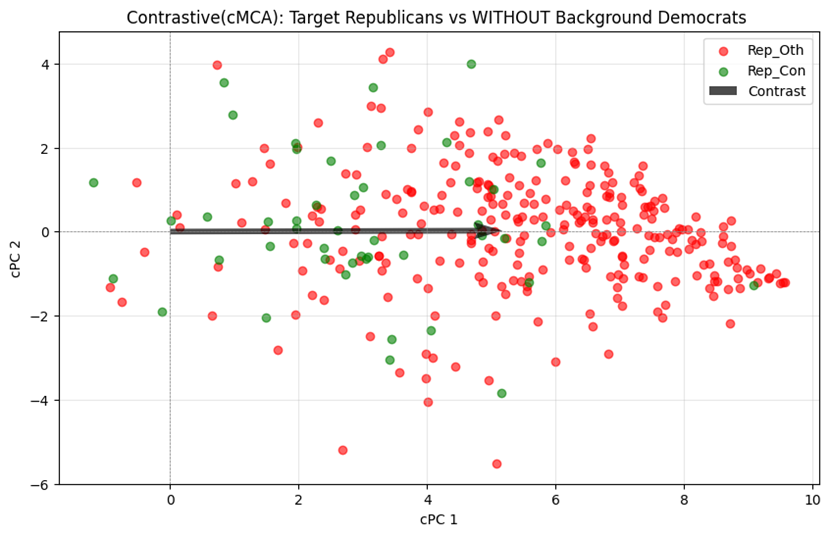 Contrastive(cMCA): Target Republicans vs WITHOUT Background Democrats
Rep_Oth
Rep_Con
Contrast
4
2
0
−2
−4
−6
cPC 2
0
2
4
6
8
10
cPC 1